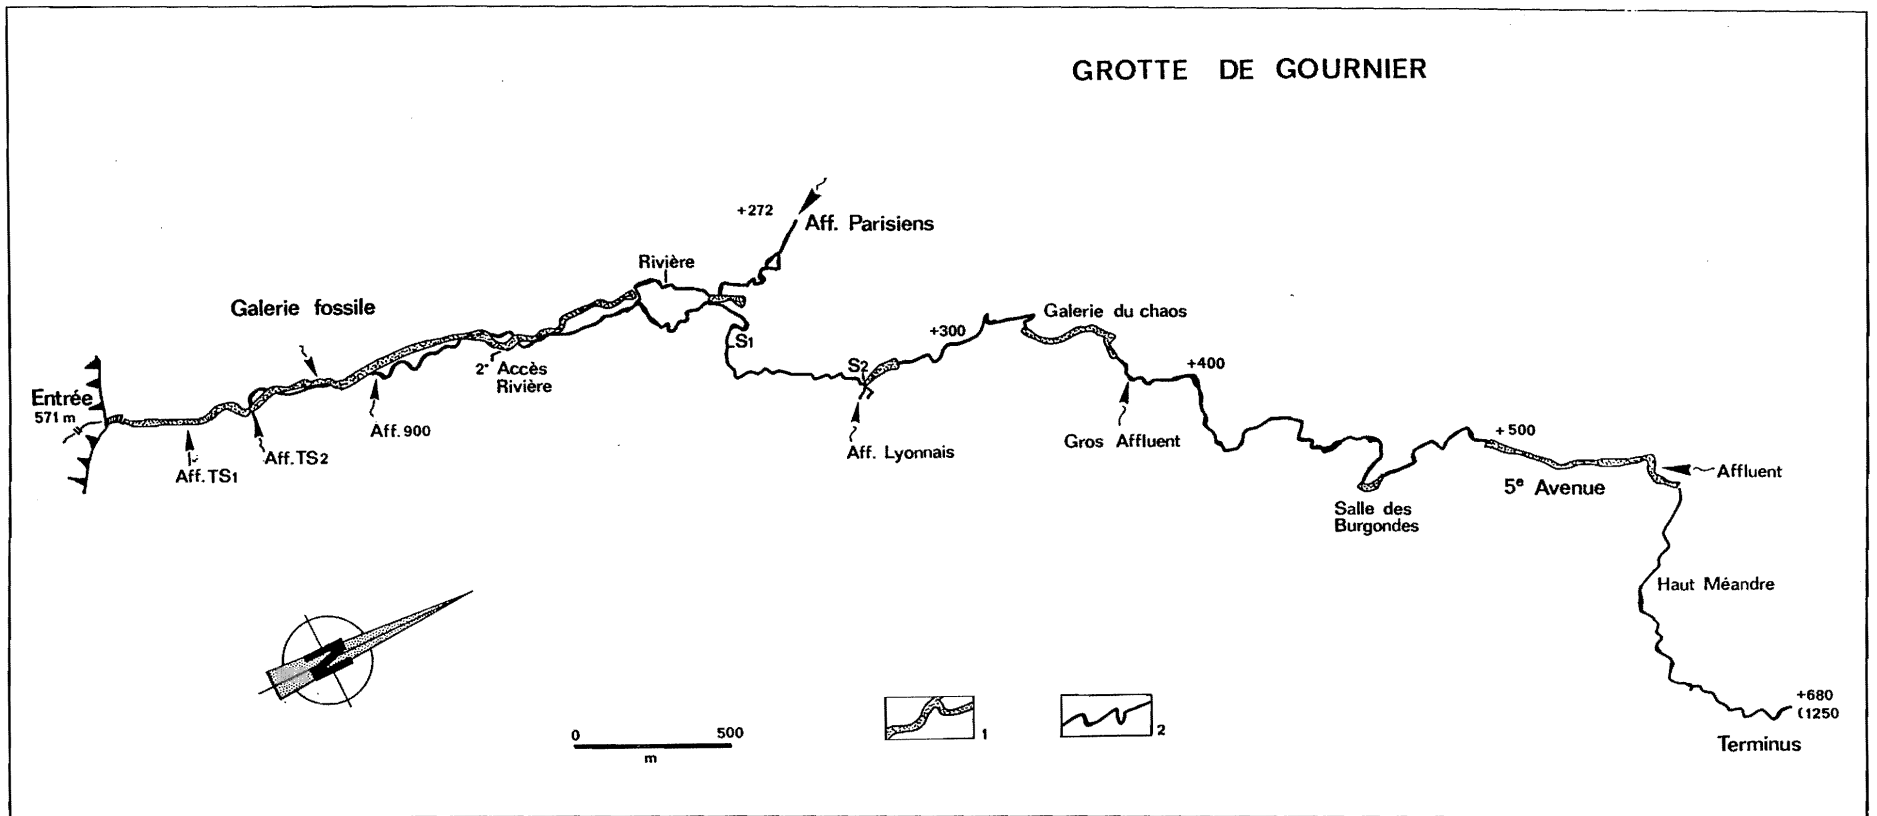 GROTTE DE GOURNIER
+272
Aff. Parisiens
Rivière
Galerie fossile
Galerie du chaos
+300
S1
S2
2e Accès
Rivière
+400
Entrée
571 m
Aff. 900
Aff. TS2
Aff. TS1
Aff. Lyonnais
Gros Affluent
+500
5e Avenue
Affluent
Salle des
Burgondes
Haut Méandre
N
0 500
m
1
2
+680
(1250
Terminus